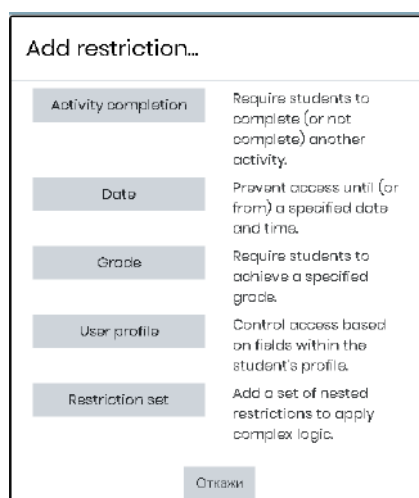 Add restriction...
Activity completion
Require students to
complete (or not
complete) another
activity.
Date
Prevent access until (or
from) a specified date
and time.
Grade
Require students to
achieve a specified
grade.
User profile
Control access based
on fields within the
student's profile.
Restriction set
Add a set of nested
restrictions to apply
complex logic.
Откажи